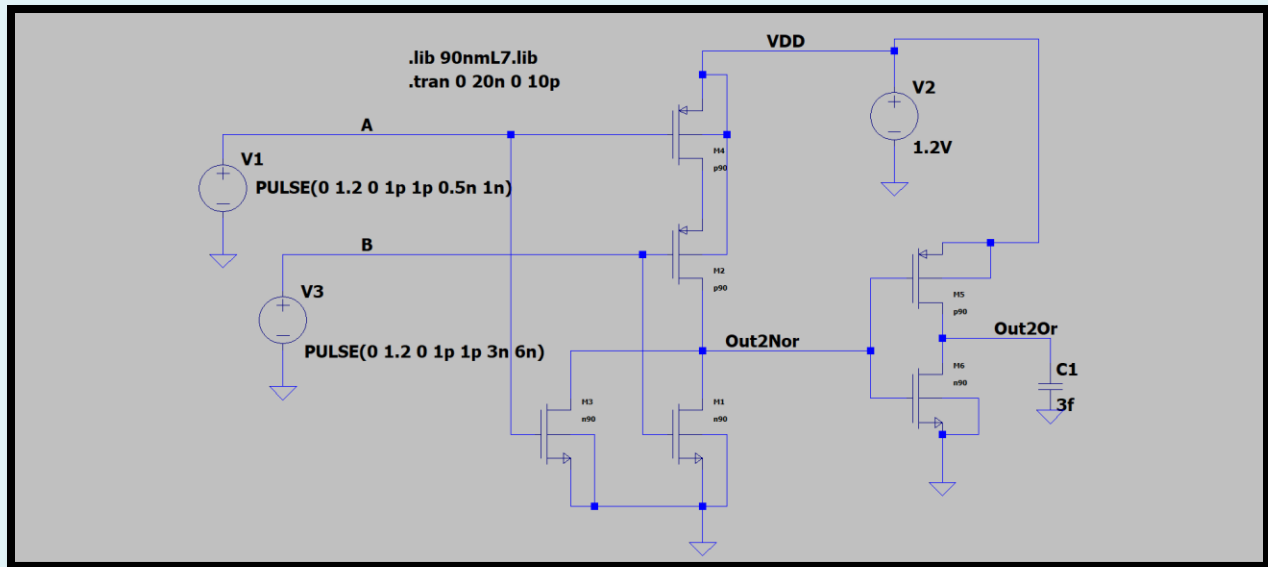 .lib 90nmL7.lib
.tran 0 20n 0 10p
VDD
V2
1.2V
A
V1
PULSE(0 1.2 0 1p 1p 0.5n 1n)
M4
p90
B
V3
PULSE(0 1.2 0 1p 1p 3n 6n)
M2
p90
M5
p90
Out2Nor
Out2Or
M3
n90
M1
n90
M6
n90
C1
3f